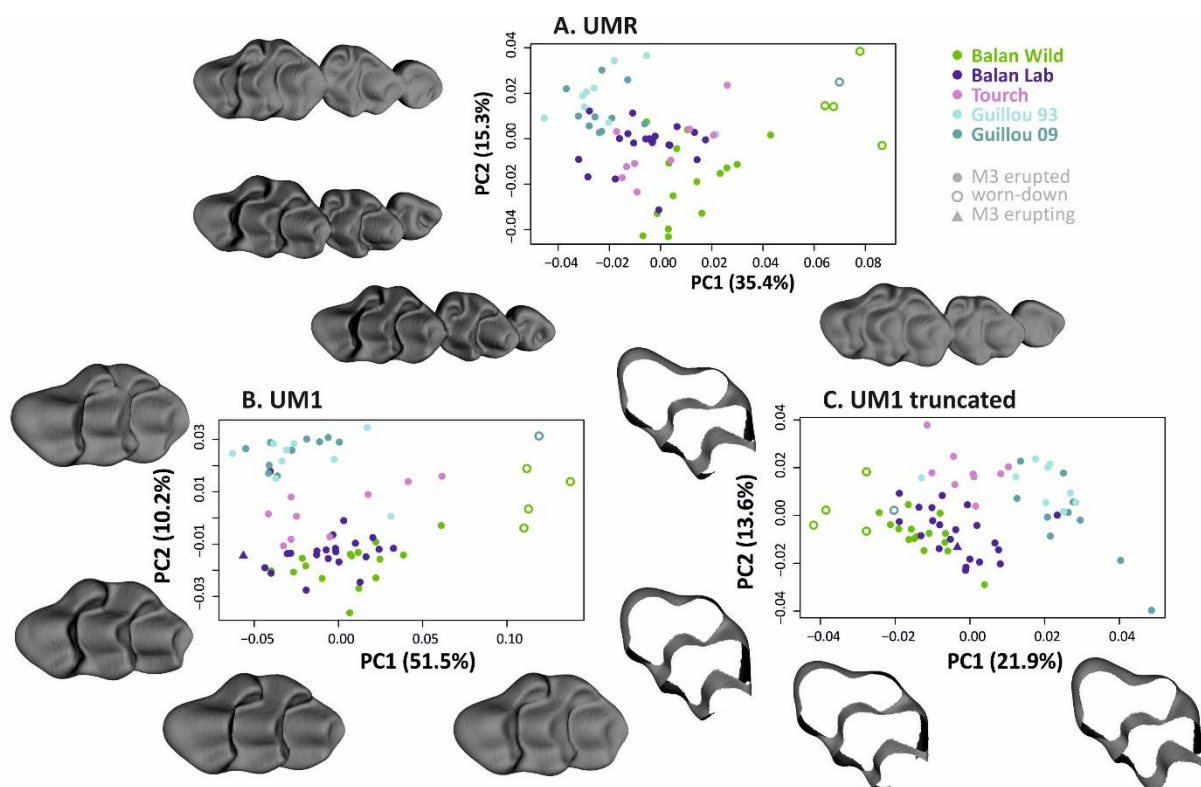 A. UMR
0.04
0.02
0.00
-0.02
-0.04
PC2 (15.3%)
-0.04
-0.02
0.00
0.02
0.04
0.06
0.08
PC1 (35.4%)
Balan Wild
Balan Lab
Tourch
Guillou 93
Guillou 09
M3 erupted
worn-down
M3 erupting
B. UM1
0.03
0.01
-0.01
-0.03
PC2 (10.2%)
-0.05
0.00
0.05
0.10
PC1 (51.5%)
C. UM1 truncated
0.04
0.02
0.00
-0.02
-0.04
PC2 (13.6%)
-0.04
-0.02
0.00
0.02
0.04
PC1 (21.9%)